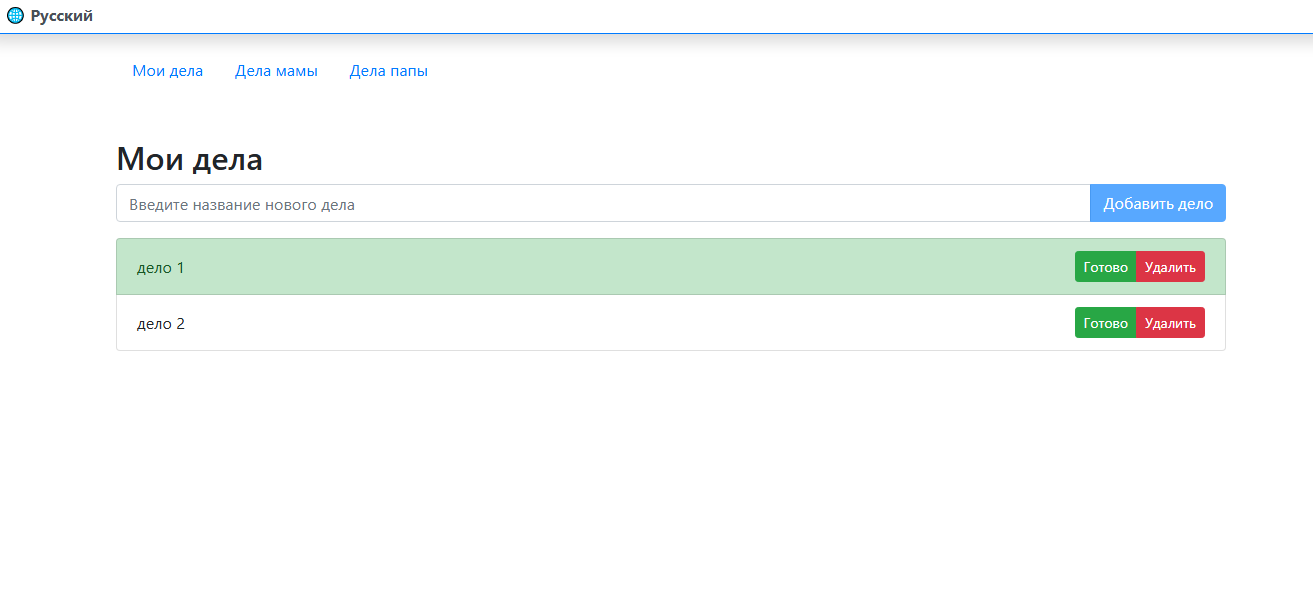 Русский
Мои дела Дела мамы Дела папы
Мои дела
Введите название нового дела Добавить дело
дело 1 Готово Удалить
дело 2 Готово Удалить